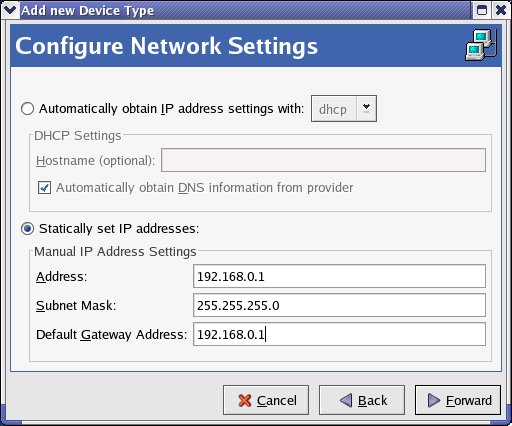 Add new Device Type
Configure Network Settings
Automatically obtain IP address settings with: dhcp
DHCP Settings
Hostname (optional):
Automatically obtain DNS information from provider
Statically set IP addresses:
Manual IP Address Settings
Address: 192.168.0.1
Subnet Mask: 255.255.255.0
Default Gateway Address: 192.168.0.1
Cancel Back Forward